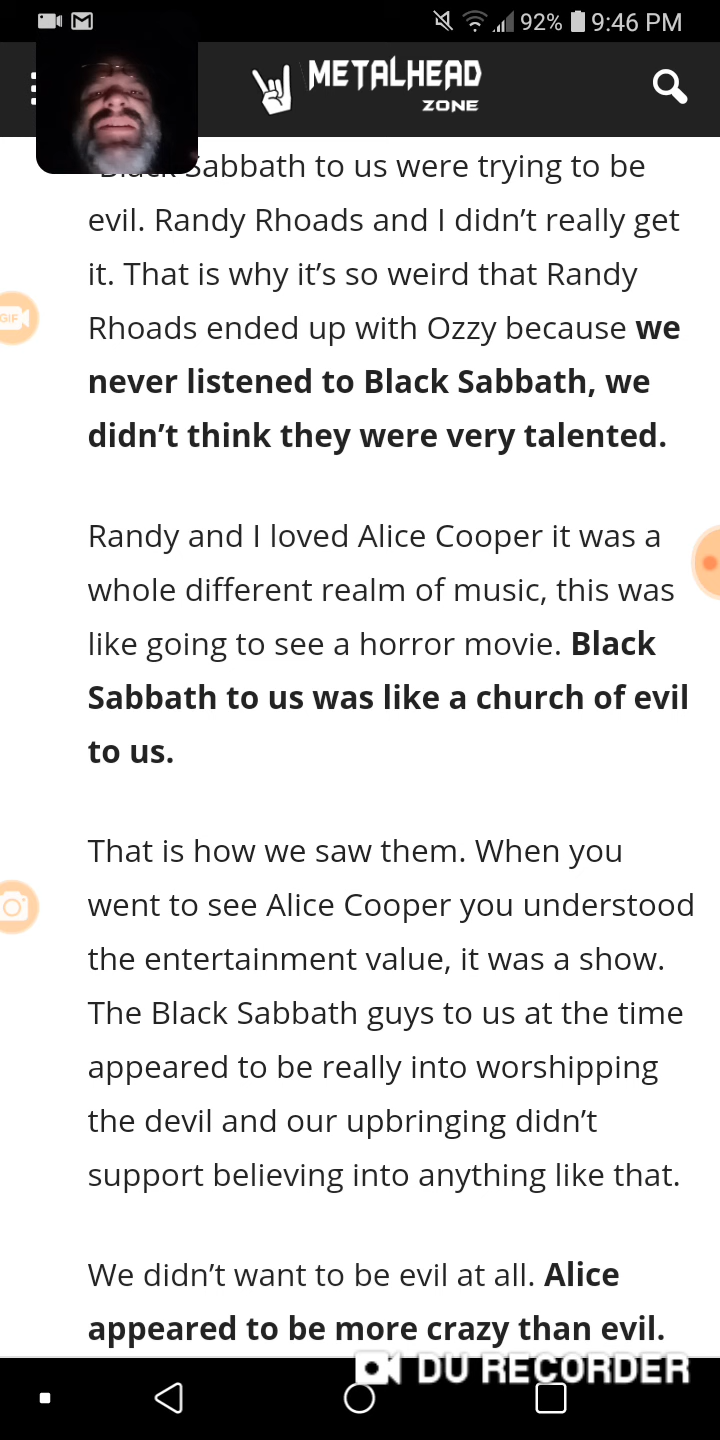 92% 9:46 PM
METALHEAD
ZONE
Sabbath to us were trying to be
evil. Randy Rhoads and I didn’t really get
it. That is why it’s so weird that Randy
Rhoads ended up with Ozzy because we
never listened to Black Sabbath, we
didn’t think they were very talented.
Randy and I loved Alice Cooper it was a
whole different realm of music, this was
like going to see a horror movie. Black
Sabbath to us was like a church of evil
to us.
That is how we saw them. When you
went to see Alice Cooper you understood
the entertainment value, it was a show.
The Black Sabbath guys to us at the time
appeared to be really into worshipping
the devil and our upbringing didn’t
support believing into anything like that.
We didn’t want to be evil at all. Alice
appeared to be more crazy than evil.
GIF
DU RECORDER